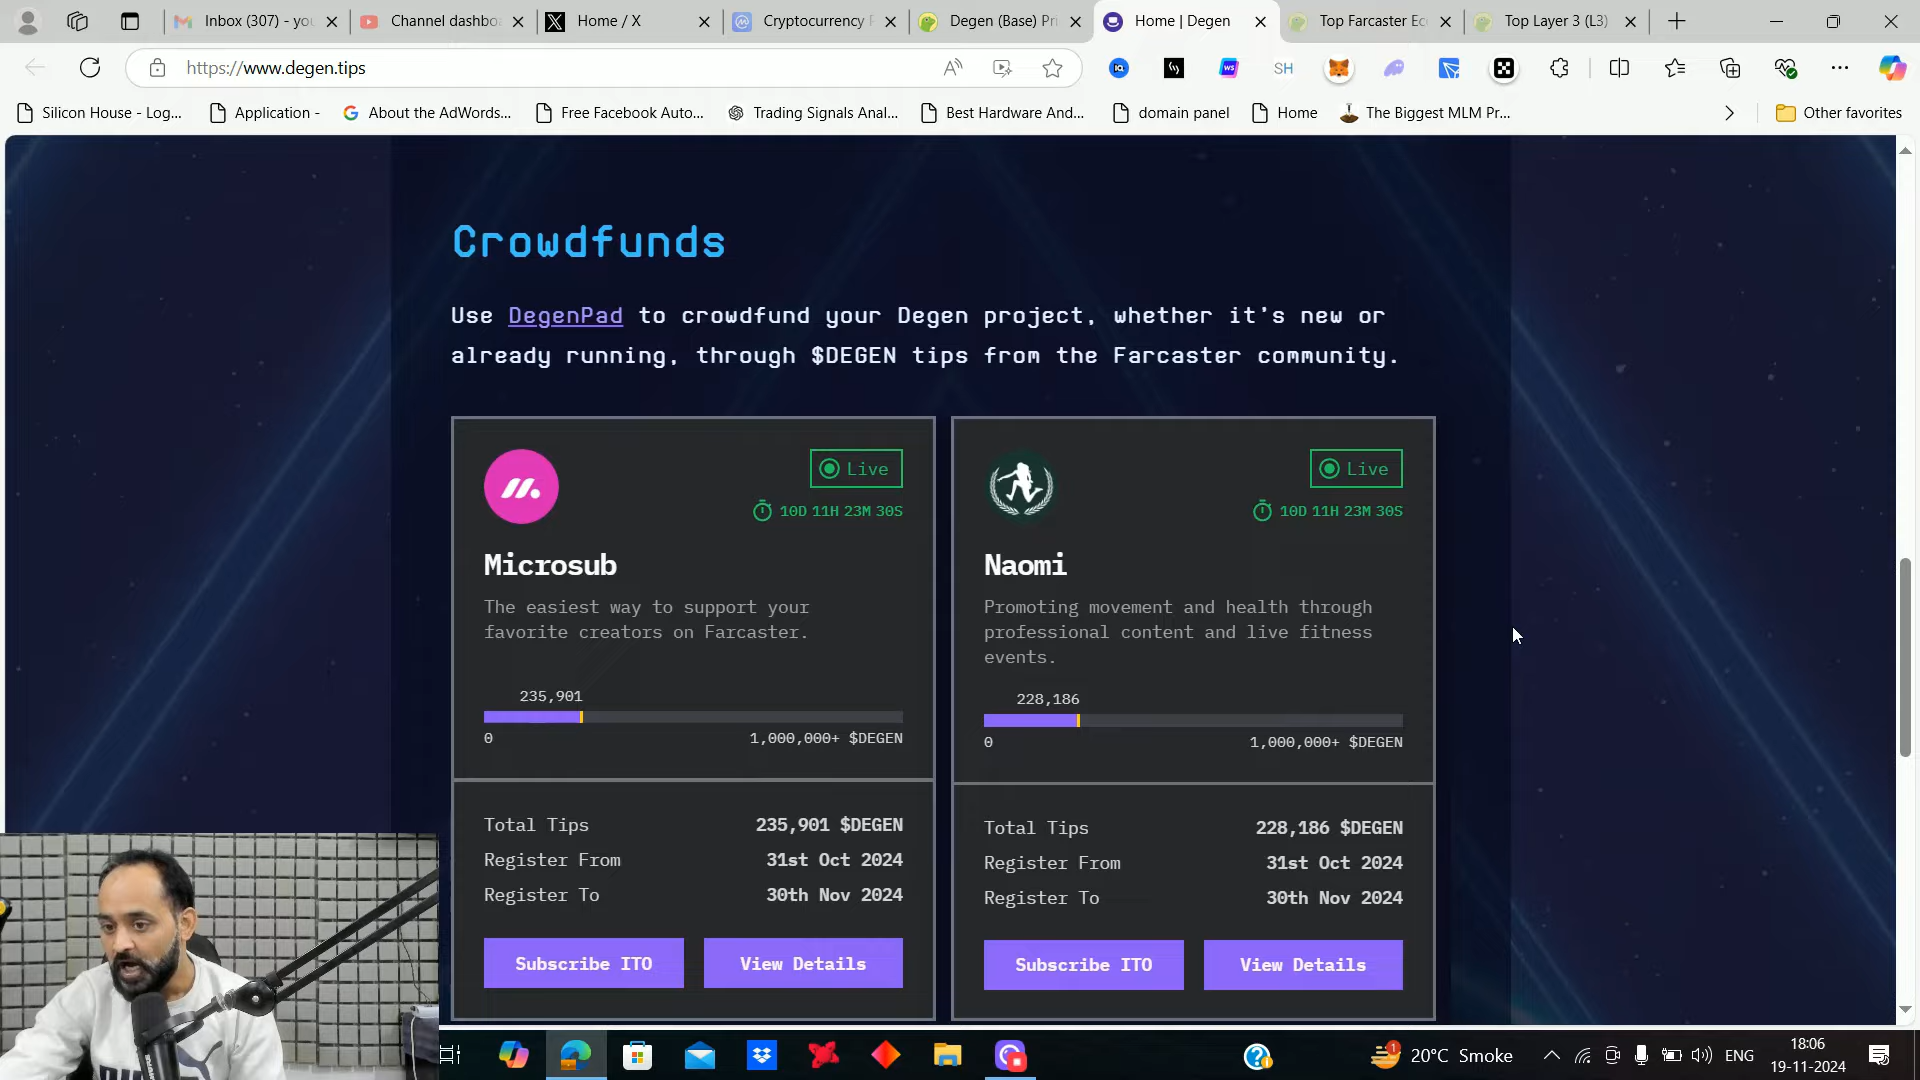 Inbox (307) - you
Channel dashboa
Home / X
Cryptocurrency P
Degen (Base) Pri
Home | Degen
Top Farcaster Ec
Top Layer 3 (L3)
https://www.degen.tips
Silicon House - Log...
Application -
About the AdWords...
Free Facebook Auto...
Trading Signals Anal...
Best Hardware And...
domain panel
Home
The Biggest MLM Pr...
Other favorites
Crowdfunds
Use DegenPad to crowdfund your Degen project, whether it's new or
already running, through $DEGEN tips from the Farcaster community.
Live
10D 11H 23M 30S
Microsub
The easiest way to support your
favorite creators on Farcaster.
235,901
0 1,000,000+ $DEGEN
Total Tips 235,901 $DEGEN
Register From 31st Oct 2024
Register To 30th Nov 2024
Subscribe ITO View Details
Live
10D 11H 23M 30S
Naomi
Promoting movement and health through
professional content and live fitness
events.
228,186
0 1,000,000+ $DEGEN
Total Tips 228,186 $DEGEN
Register From 31st Oct 2024
Register To 30th Nov 2024
Subscribe ITO View Details
20°C Smoke
ENG
18:06
19-11-2024